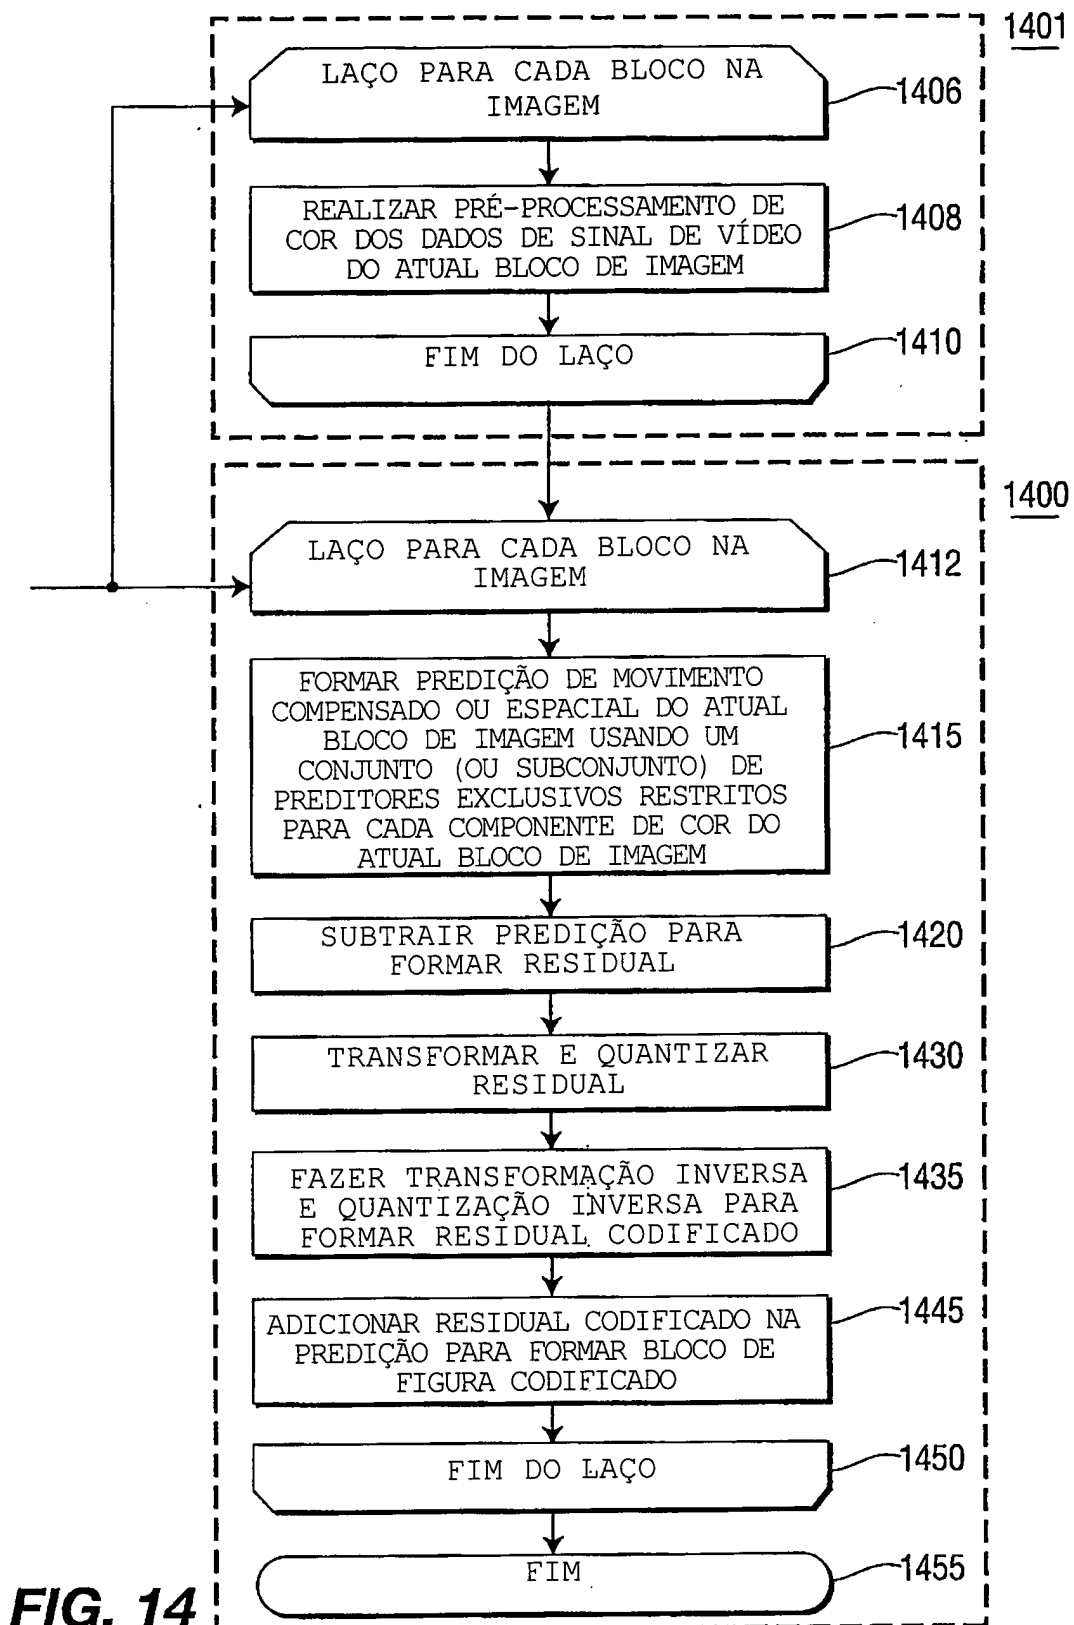 1401
LAÇO PARA CADA BLOCO NA
IMAGEM
1406
REALIZAR PRÉ-PROCESSAMENTO DE
COR DOS DADOS DE SINAL DE VÍDEO
DO ATUAL BLOCO DE IMAGEM
1408
FIM DO LAÇO
1410
1400
LAÇO PARA CADA BLOCO NA
IMAGEM
1412
FORMAR PREDIÇÃO DE MOVIMENTO
COMPENSADO OU ESPACIAL DO ATUAL
BLOCO DE IMAGEM USANDO UM
CONJUNTO (OU SUBCONJUNTO) DE
PREDITORES EXCLUSIVOS RESTRITOS
PARA CADA COMPONENTE DE COR DO
ATUAL BLOCO DE IMAGEM
1415
SUBTRAIR PREDIÇÃO PARA
FORMAR RESIDUAL
1420
TRANSFORMAR E QUANTIZAR
RESIDUAL
1430
FAZER TRANSFORMAÇÃO INVERSA
E QUANTIZAÇÃO INVERSA PARA
FORMAR RESIDUAL CODIFICADO
1435
ADICIONAR RESIDUAL CODIFICADO NA
PREDIÇÃO PARA FORMAR BLOCO DE
FIGURA CODIFICADO
1445
FIM DO LAÇO
1450
FIM
1455
FIG. 14